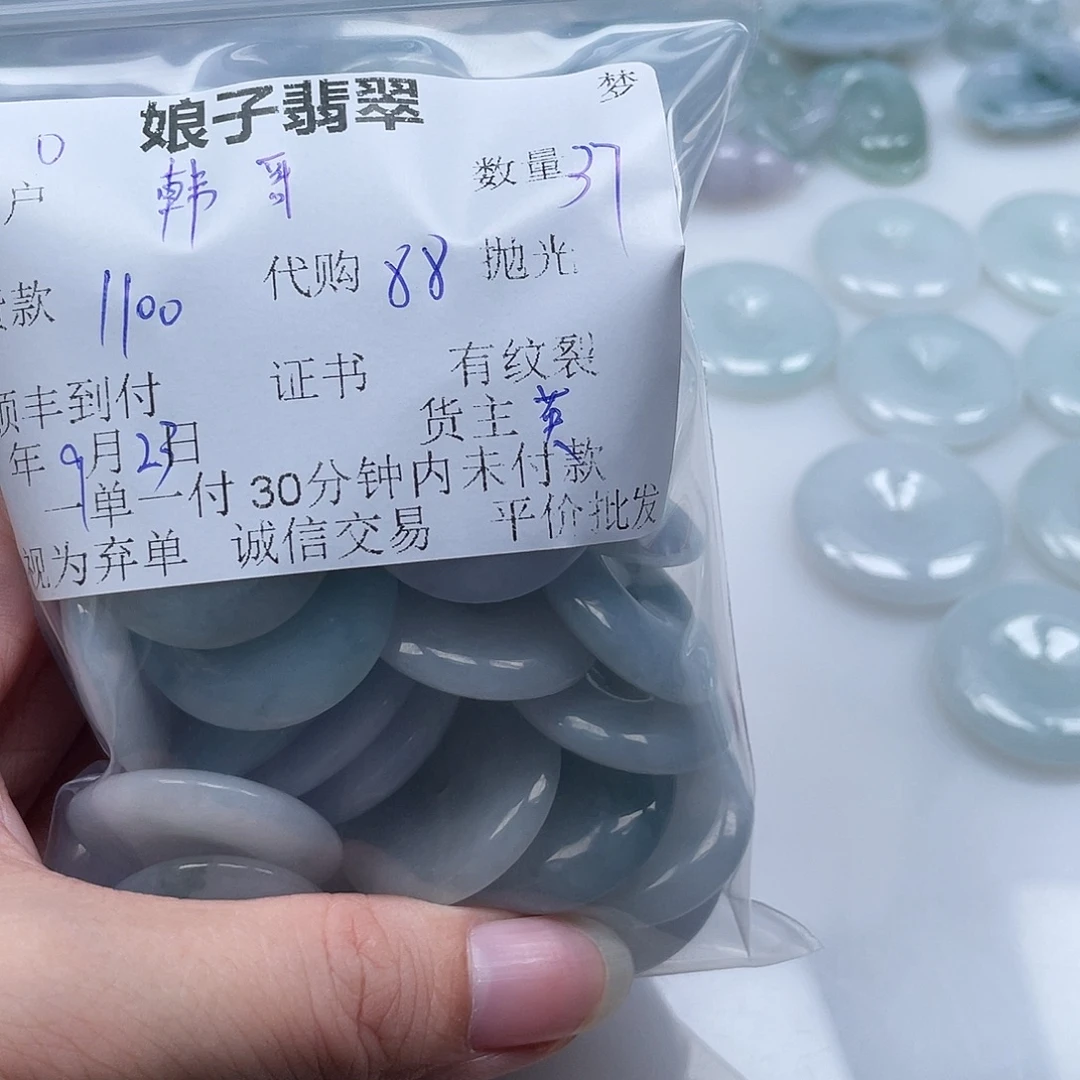 娘子翡翠 梦
0
户 韩哥 数量 37
款 1100 代购 88 抛光
顺丰到付 证书 有纹裂
年9月23日 货主 英
一单一付 30分钟内未付款
视为弃单 诚信交易 平价批发